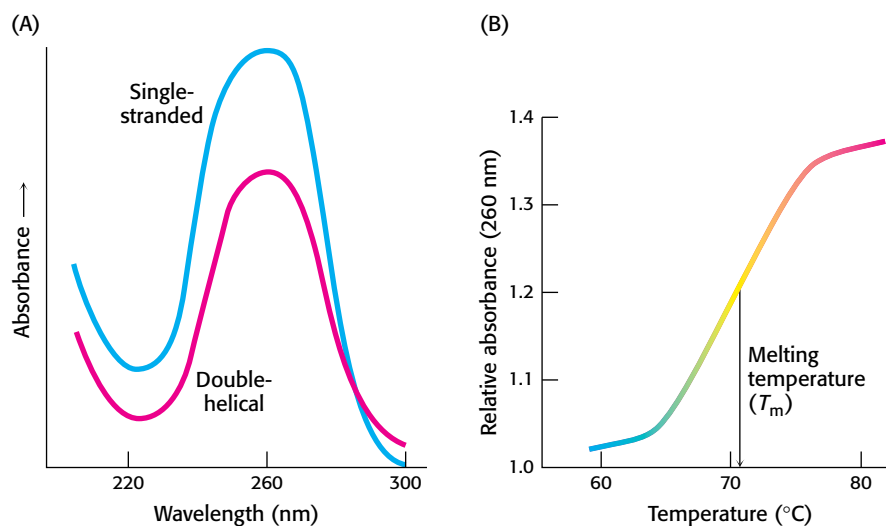 (A)
Single-
stranded
Double-
helical
Absorbance
220
260
300
Wavelength (nm)
(B)
1.4
1.3
1.2
1.1
1.0
Relative absorbance (260 nm)
Melting
temperature
(Tm)
60
70
80
Temperature (°C)